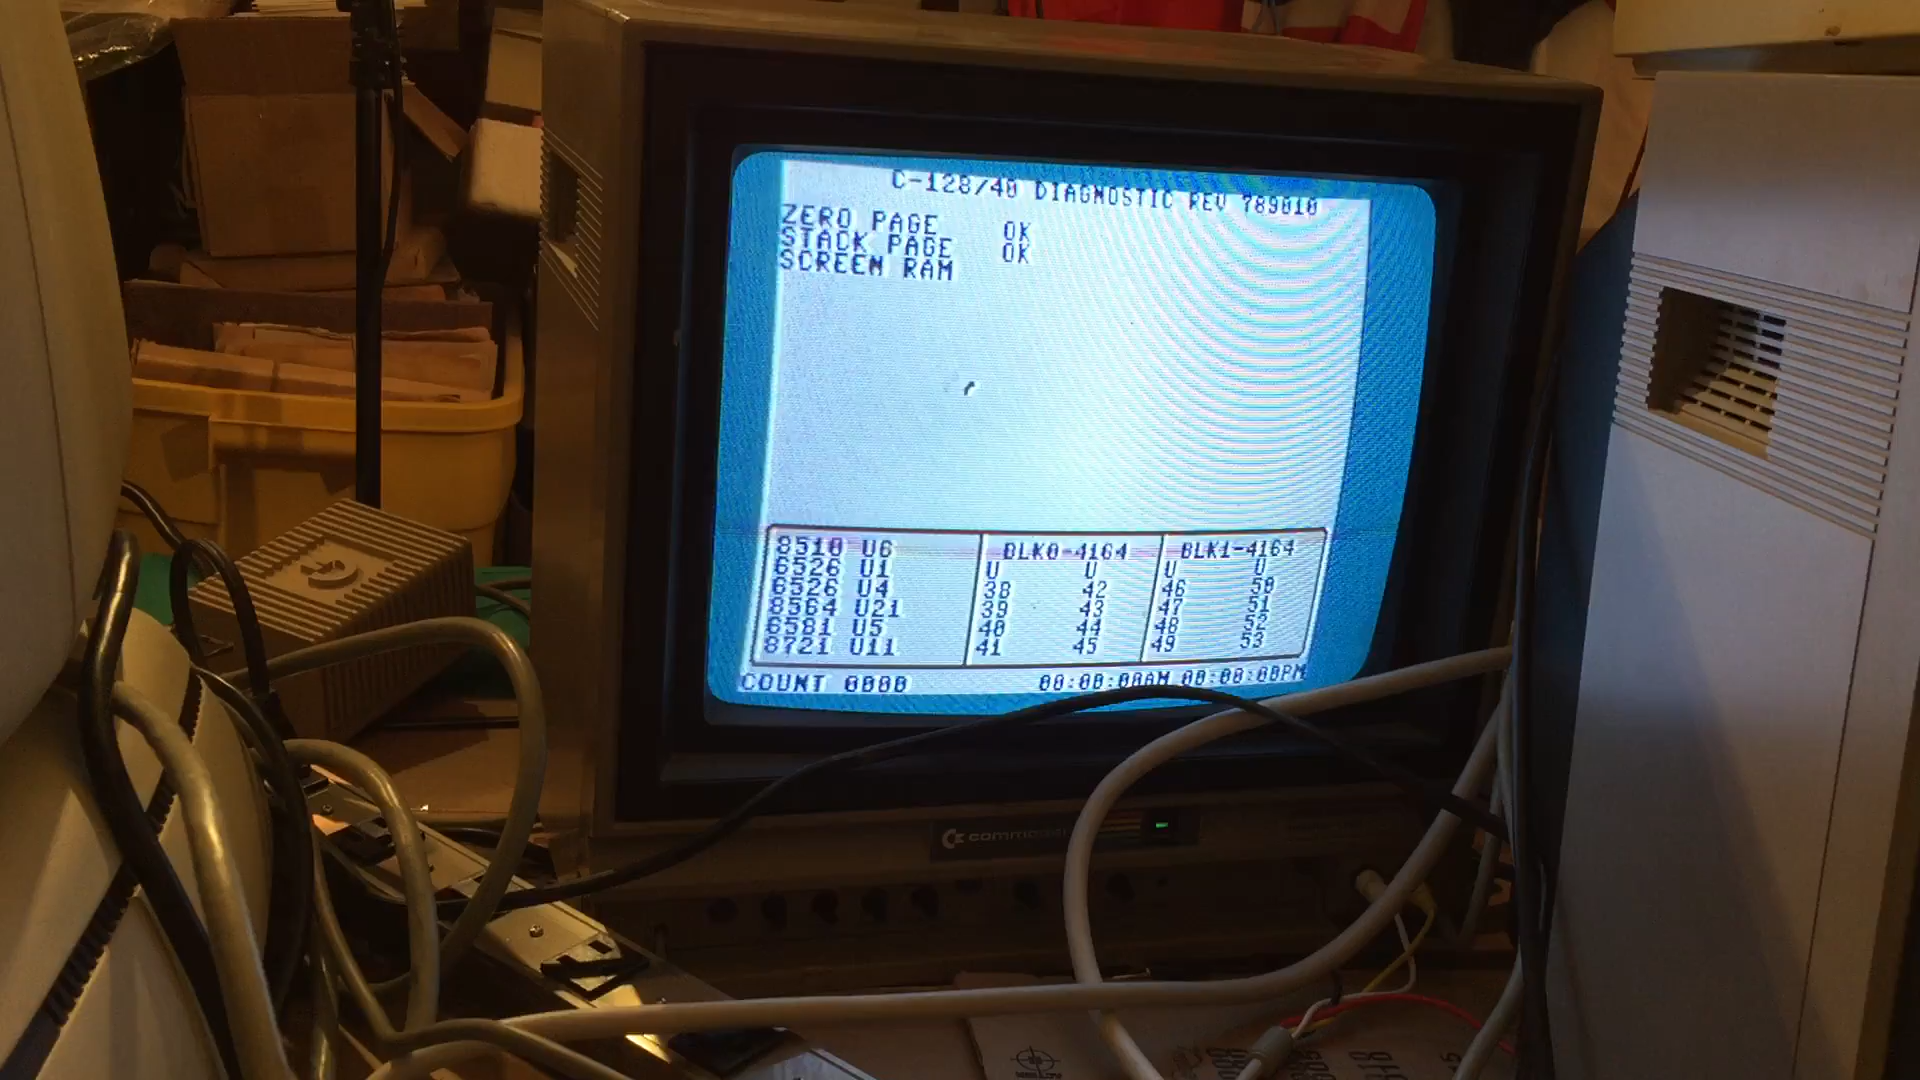 C-128/40 DIAGNOSTIC REV 789010
ZERO PAGE OK
STACK PAGE OK
SCREEN RAM
8510 U6 BLK0-4164 BLK1-4164
6526 U1 U U U U
6526 U4 38 42 46 50
8564 U21 39 43 47 51
6581 U5 40 44 48 52
8721 U11 41 45 49 53
COUNT 0000 00:00:00AM 00:00:00PM